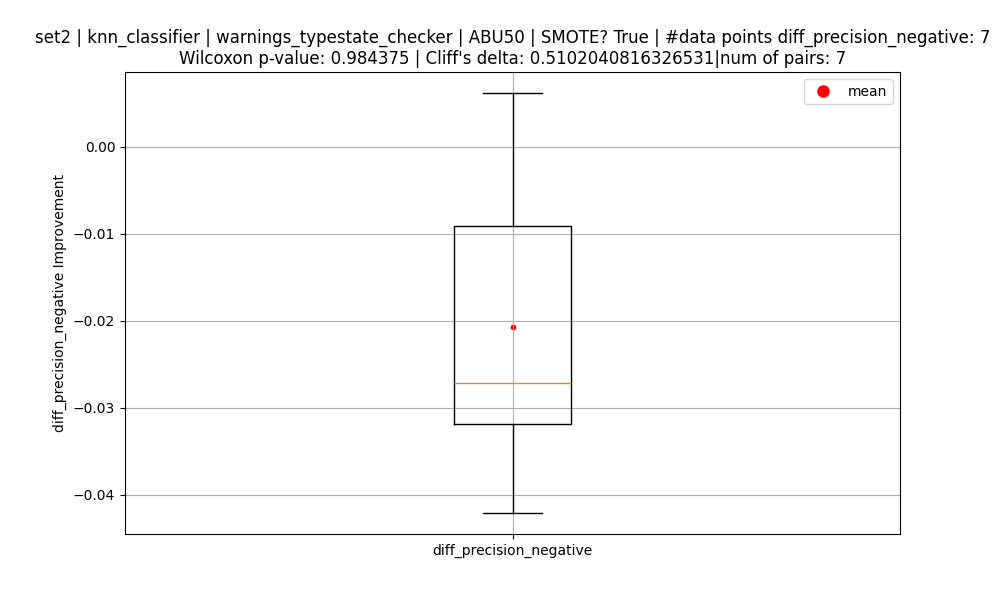 set2 | knn_classifier | warnings_typestate_checker | ABU50 | SMOTE? True | #data points diff_precision_negative: 7
Wilcoxon p-value: 0.984375 | Cliff's delta: 0.5102040816326531|num of pairs: 7
mean
0.00
−0.01
−0.02
−0.03
−0.04
diff_precision_negative Improvement
diff_precision_negative